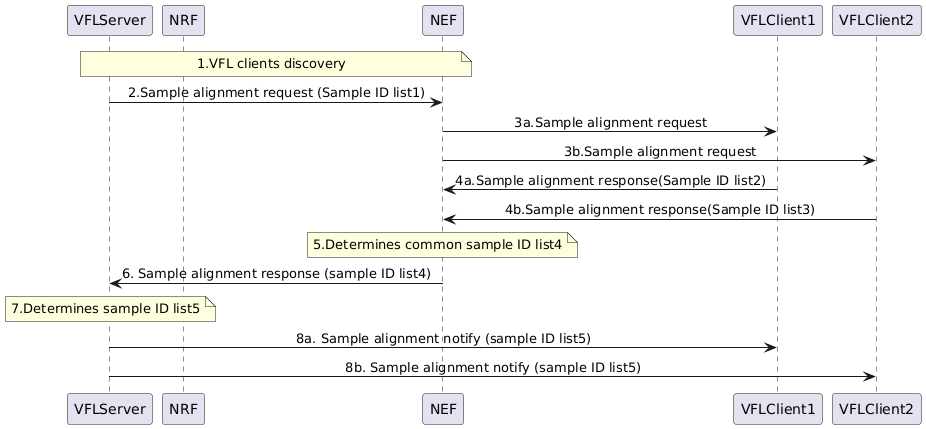 VFLServer NRF NEF VFLClient1 VFLClient2
1.VFL clients discovery
2.Sample alignment request (Sample ID list1)
3a.Sample alignment request
3b.Sample alignment request
4a.Sample alignment response(Sample ID list2)
4b.Sample alignment response(Sample ID list3)
5.Determines common sample ID list4
6. Sample alignment response (sample ID list4)
7.Determines sample ID list5
8a. Sample alignment notify (sample ID list5)
8b. Sample alignment notify (sample ID list5)
VFLServer NRF NEF VFLClient1 VFLClient2